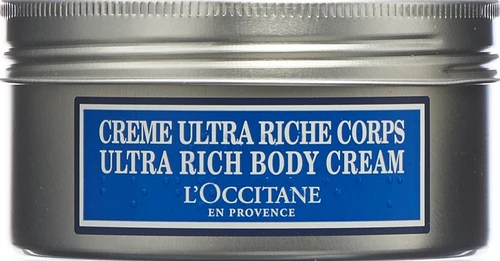 CREME ULTRA RICHE CORPS
ULTRA RICH BODY CREAM
L'OCCITANE
EN PROVENCE